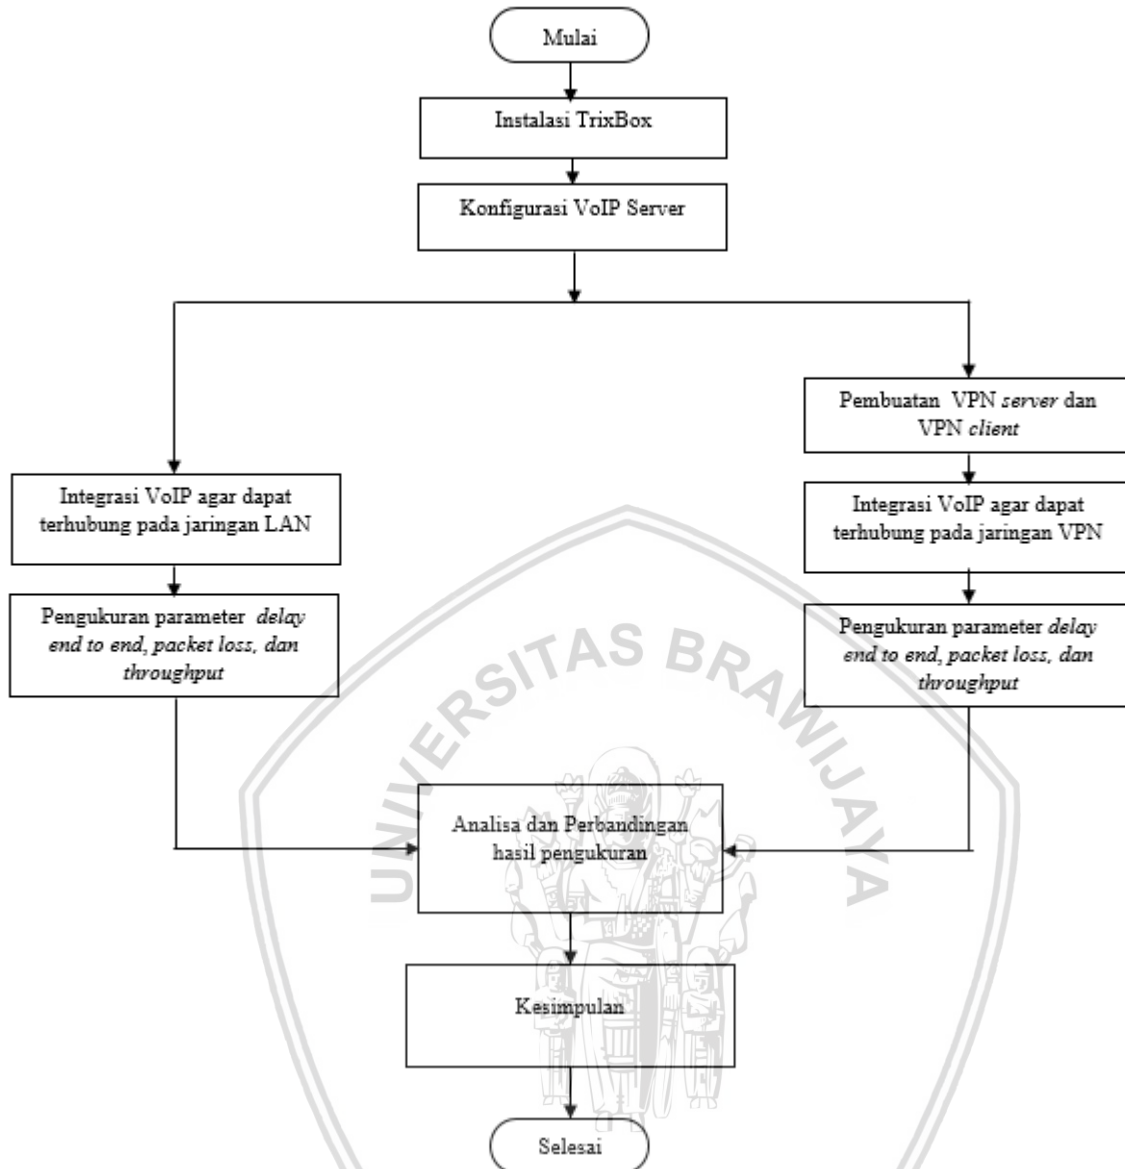 Mulai
Instalasi TrixBox
Konfigurasi VoIP Server
Pembuatan VPN server dan
VPN client
Integrasi VoIP agar dapat
terhubung pada jaringan LAN
Integrasi VoIP agar dapat
terhubung pada jaringan VPN
Pengukuran parameter delay
end to end, packet loss, dan
throughput
Pengukuran parameter delay
end to end, packet loss, dan
throughput
UNIVERSITAS BRAWIJAYA
Analisa dan Perbandingan
hasil pengukuran
Kesimpulan
Selesai